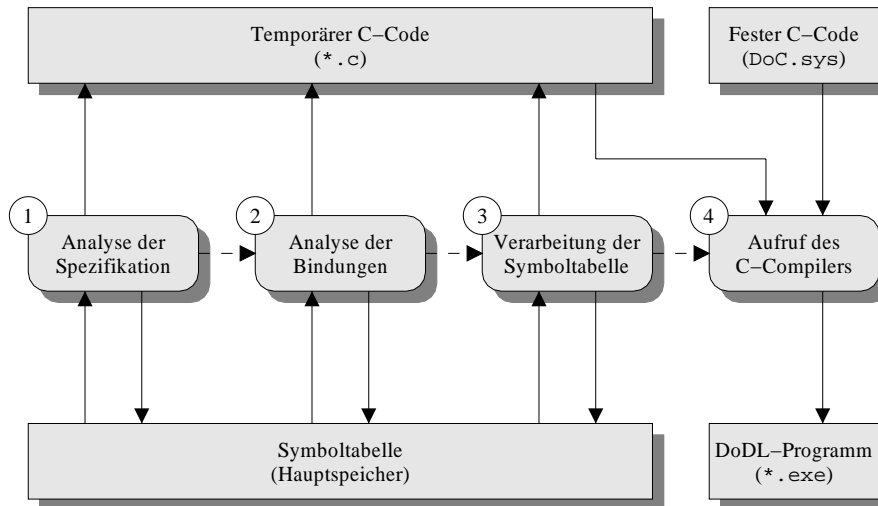 Temporärer C–Code
(*.c)
Fester C–Code
(DoC.sys)
1
Analyse der
Spezifikation
2
Analyse der
Bindungen
3
Verarbeitung der
Symboltabelle
4
Aufruf des
C–Compilers
Symboltabelle
(Hauptspeicher)
DoDL–Programm
(*.exe)